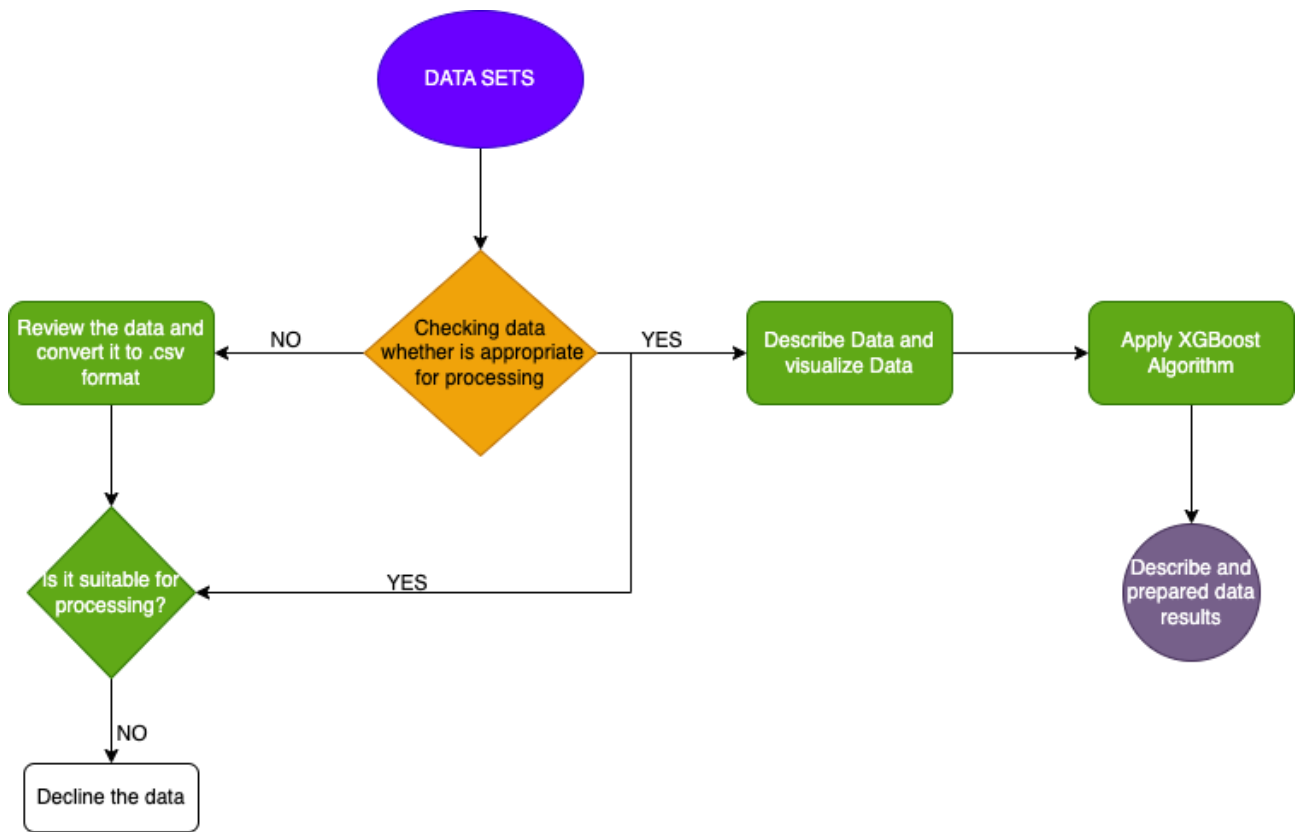 DATA SETS
Checking data
whether is appropriate
for processing
NO
YES
Review the data and
convert it to .csv
format
Describe Data and
visualize Data
Apply XGBoost
Algorithm
Is it suitable for
processing?
YES
Describe and
prepared data
results
NO
Decline the data